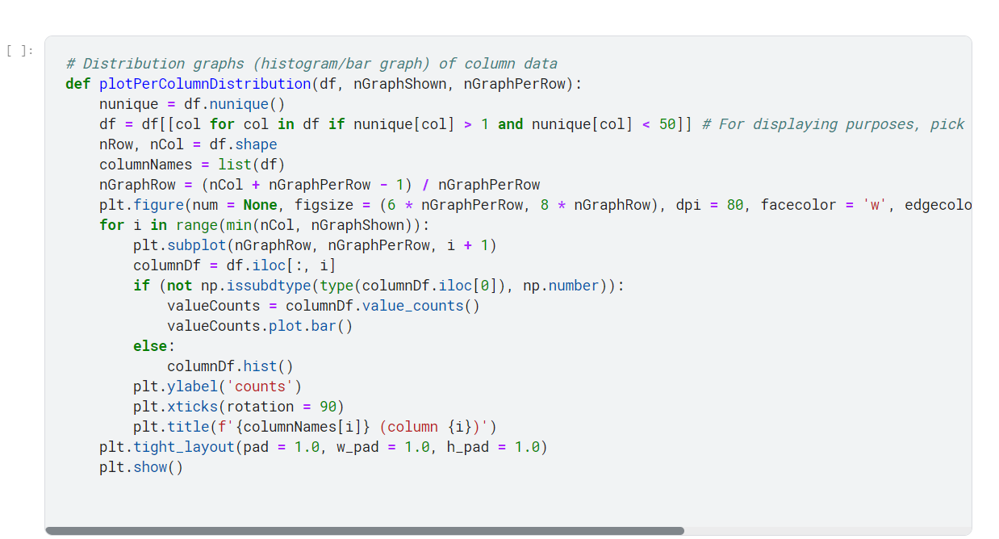 [ ]:
# Distribution graphs (histogram/bar graph) of column data
def plotPerColumnDistribution(df, nGraphShown, nGraphPerRow):
    nunique = df.nunique()
    df = df[[col for col in df if nunique[col] > 1 and nunique[col] < 50]] # For displaying purposes, pick
    nRow, nCol = df.shape
    columnNames = list(df)
    nGraphRow = (nCol + nGraphPerRow - 1) / nGraphPerRow
    plt.figure(num = None, figsize = (6 * nGraphPerRow, 8 * nGraphRow), dpi = 80, facecolor = 'w', edgecolo
    for i in range(min(nCol, nGraphShown)):
        plt.subplot(nGraphRow, nGraphPerRow, i + 1)
        columnDf = df.iloc[:, i]
        if (not np.issubdtype(type(columnDf.iloc[0]), np.number)):
            valueCounts = columnDf.value_counts()
            valueCounts.plot.bar()
        else:
            columnDf.hist()
        plt.ylabel('counts')
        plt.xticks(rotation = 90)
        plt.title(f'{columnNames[i]} (column {i})')
    plt.tight_layout(pad = 1.0, w_pad = 1.0, h_pad = 1.0)
    plt.show()